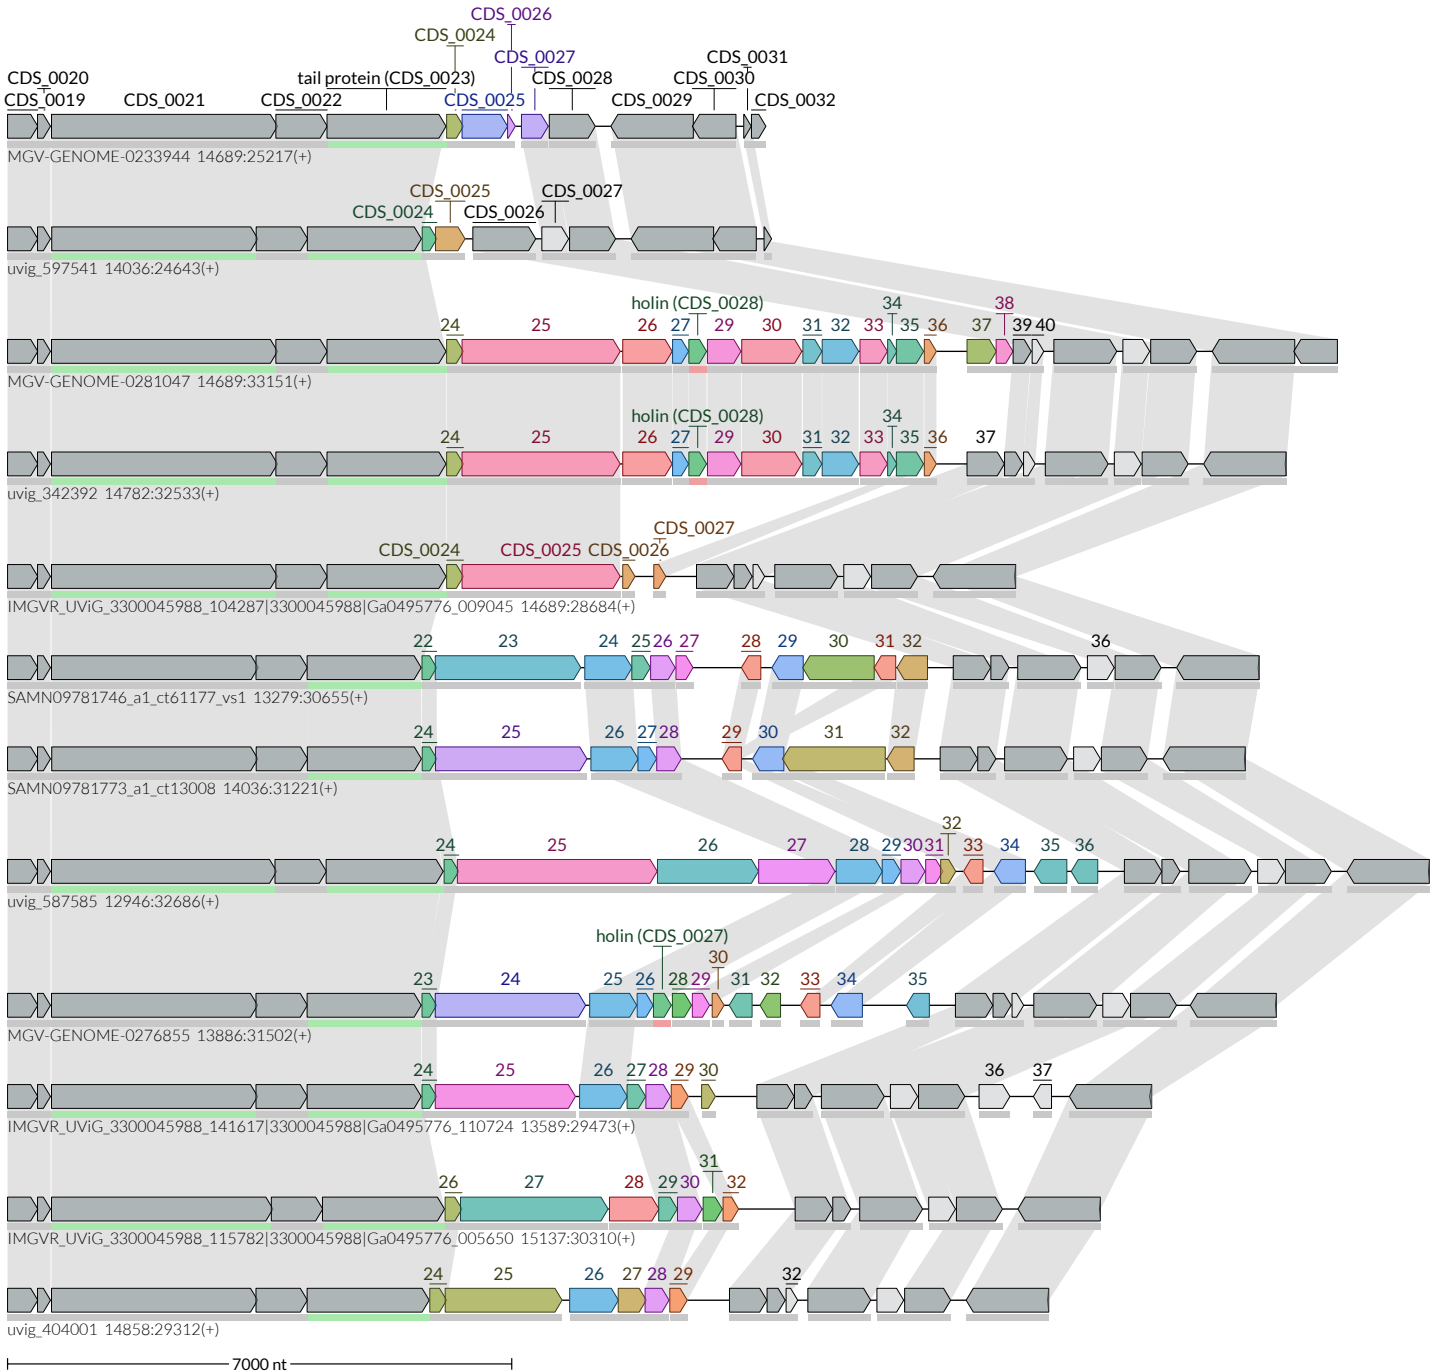 CDS_0026
CDS_0024
CDS_0027 CDS_0031
CDS_0020 tail protein (CDS_0023) CDS_0028 CDS_0030
CDS_0019 CDS_0021 CDS_0022 CDS_0025 CDS_0029 CDS_0032
MGV-GENOME-0233944 14689:25217(+)
CDS_0025 CDS_0027
CDS_0024 CDS_0026
uvig_597541 14036:24643(+)
holin (CDS_0028) 34 38
24 25 26 27 29 30 31 32 33 35 36 37 39 40
MGV-GENOME-0281047 14689:33151(+)
holin (CDS_0028) 34
24 25 26 27 29 30 31 32 33 35 36 37
uvig_342392 14782:32533(+)
CDS_0027
CDS_0024 CDS_0025 CDS_0026
IMGVR_UViG_3300045988_104287|3300045988|Ga0495776_009045 14689:28684(+)
22 23 24 25 26 27 28 29 30 31 32 36
SAMN09781746_a1_ct61177_vs1 13279:30655(+)
24 25 26 27 28 29 30 31 32
SAMN09781773_a1_ct13008 14036:31221(+)
32
24 25 26 27 28 29 30 31 33 34 35 36
uvig_587585 12946:32686(+)
holin (CDS_0027)
30
23 24 25 26 28 29 31 32 33 34 35
MGV-GENOME-0276855 13886:31502(+)
24 25 26 27 28 29 30 36 37
IMGVR_UViG_3300045988_141617|3300045988|Ga0495776_110724 13589:29473(+)
31
26 27 28 29 30 32
IMGVR_UViG_3300045988_115782|3300045988|Ga0495776_005650 15137:30310(+)
24 25 26 27 28 29 32
uvig_404001 14858:29312(+)
7000 nt